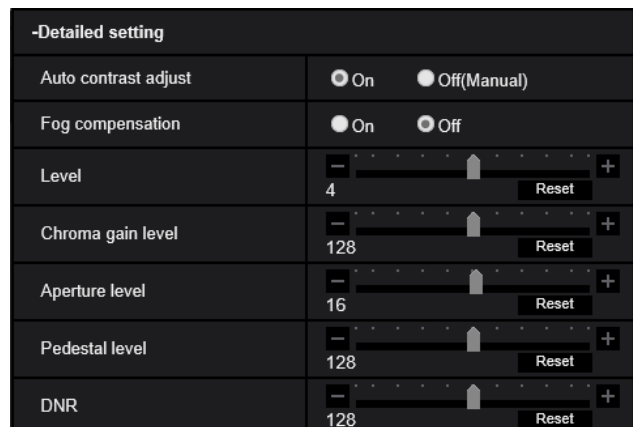 -Detailed setting
Auto contrast adjust On Off(Manual)
Fog compensation On Off
Level - +
4 Reset
Chroma gain level - +
128 Reset
Aperture level - +
16 Reset
Pedestal level - +
128 Reset
DNR - +
128 Reset